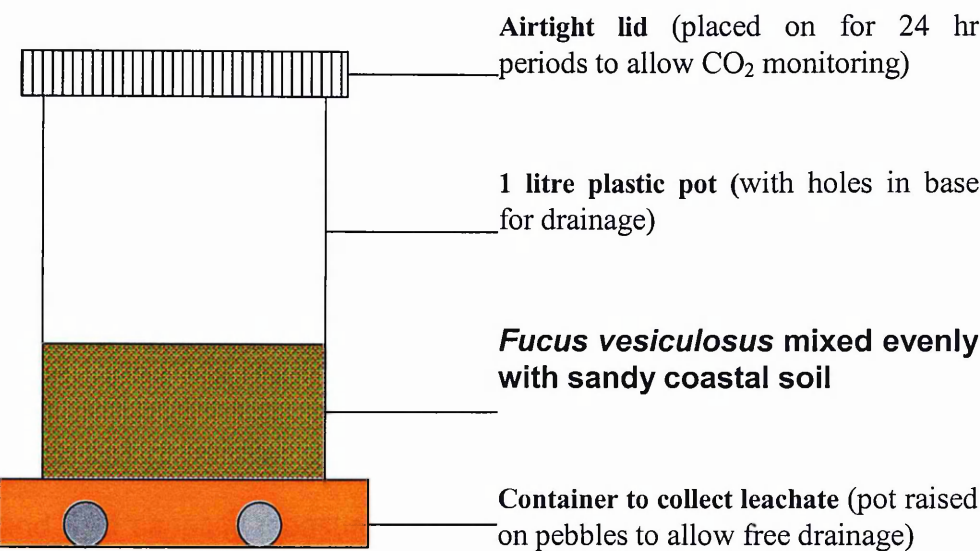 Airtight lid (placed on for 24 hr
periods to allow CO₂ monitoring)
1 litre plastic pot (with holes in base
for drainage)
Fucus vesiculosus mixed evenly
with sandy coastal soil
Container to collect leachate (pot raised
on pebbles to allow free drainage)